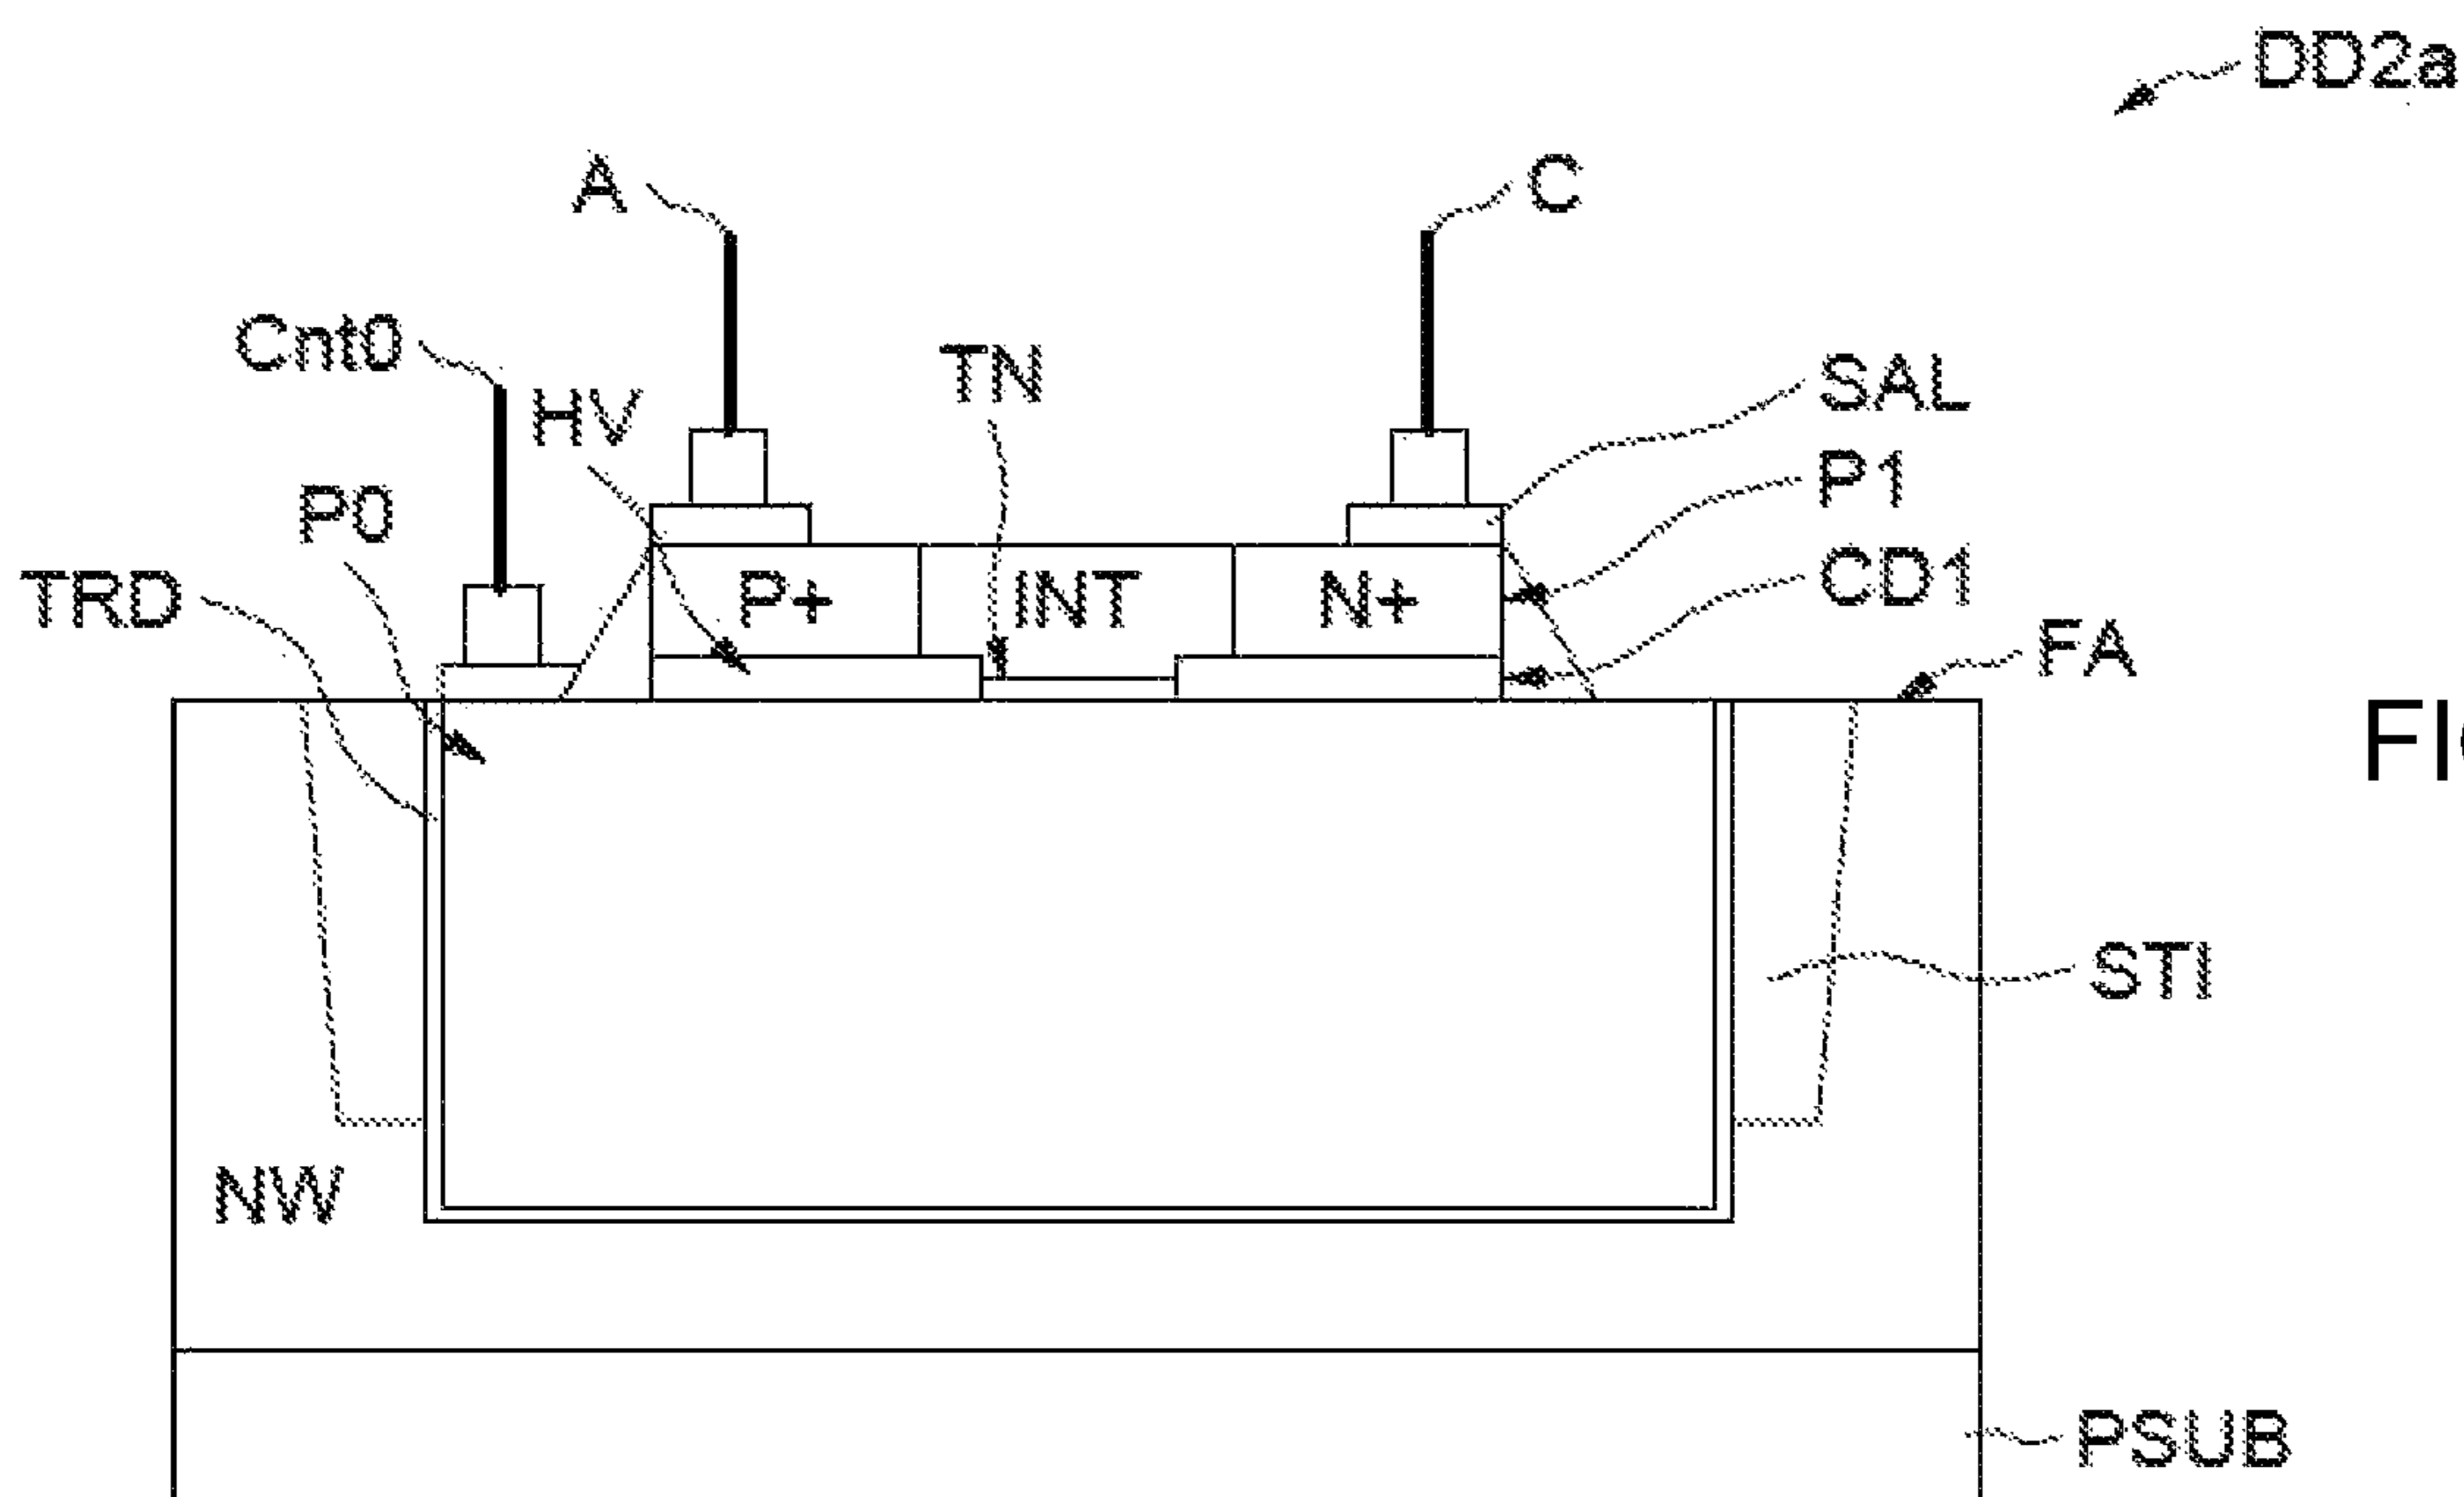 DD2a
A
C
Cnt0
HV
TN
SAL
P0
P1
TRD
P+
INT
N+
CD1
FA
STI
NW
PSUB